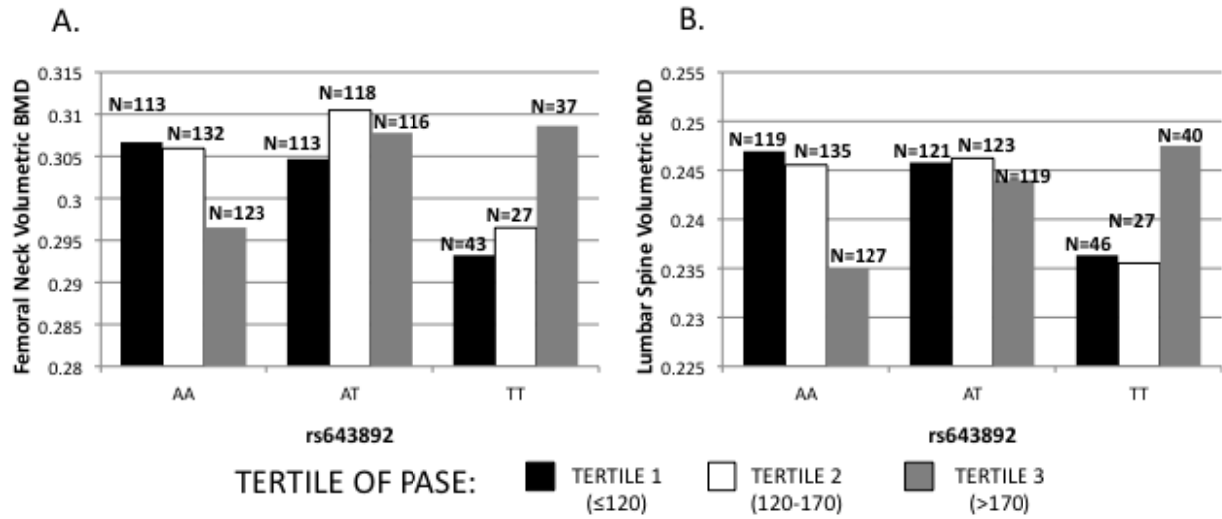 A.
Femoral Neck Volumetric BMD
0.315
0.31
0.305
0.3
0.295
0.29
0.285
0.28
N=113
N=132
N=123
N=113
N=118
N=116
N=43
N=27
N=37
AA
AT
TT
rs643892
B.
Lumbar Spine Volumetric BMD
0.255
0.25
0.245
0.24
0.235
0.23
0.225
N=119
N=135
N=127
N=121
N=123
N=119
N=46
N=27
N=40
AA
AT
TT
rs643892
TERTILE OF PASE:
TERTILE 1
(≤120)
TERTILE 2
(120-170)
TERTILE 3
(>170)